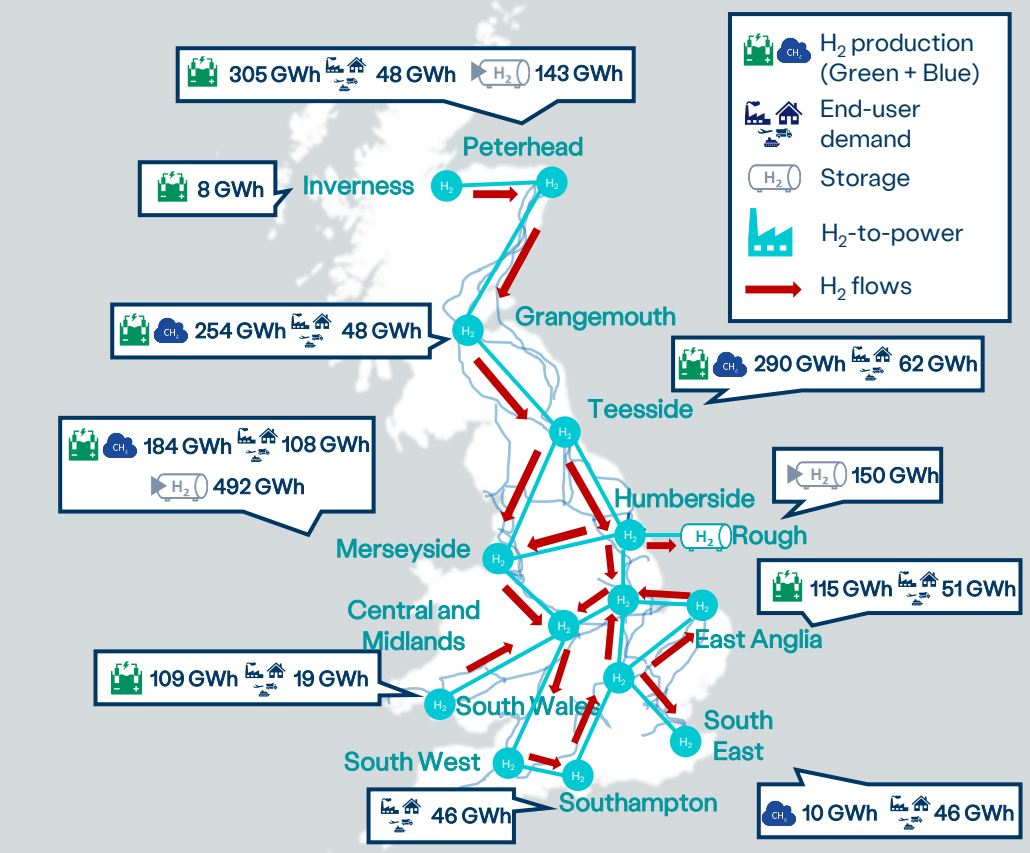 305 GWh 48 GWh H₂ 143 GWh
H₂ production
(Green + Blue)
CH₄
End-user
demand
H₂ Storage
H₂-to-power
H₂ flows
Peterhead
8 GWh
Inverness H₂ H₂
CH₄ 254 GWh 48 GWh
H₂ Grangemouth
CH₄ 290 GWh 62 GWh
Teesside
H₂
CH₄ 184 GWh 108 GWh
H₂ 492 GWh
H₂ 150 GWh
Humberside
H₂ H₂ Rough
Merseyside H₂
115 GWh 51 GWh
Central and
Midlands
H₂ H₂ H₂
East Anglia
109 GWh 19 GWh
H₂
H₂ South Wales
South
East
H₂
South West H₂
H₂
Southampton
46 GWh
CH₄ 10 GWh 46 GWh